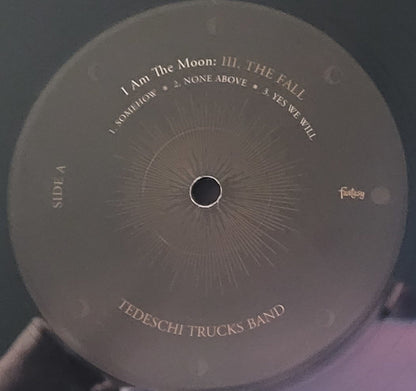 I Am The Moon: III. THE FALL
1. SOMEHOW * 2. NONE ABOVE * 3. YES WE WILL
SIDE A
fantasy
TEDESCHI TRUCKS BAND